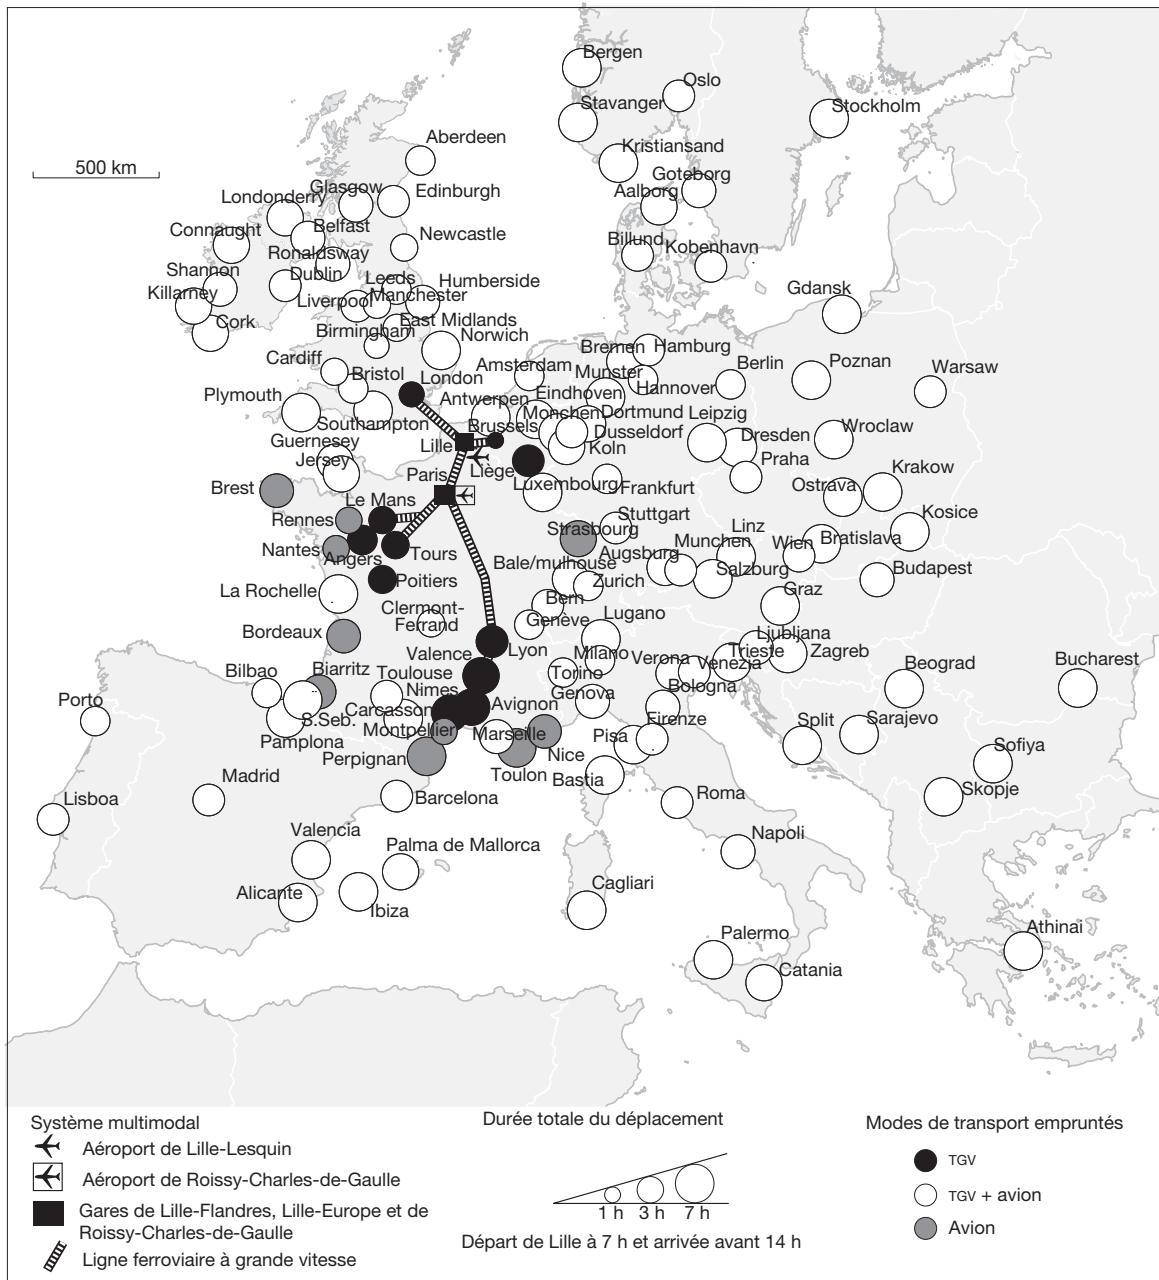 Bergen
Oslo
Stavanger
Stockholm
Aberdeen
Kristiansand
500 km
Goteborg
Glasgow
Edinburgh
Aalborg
Londonderry
Connaught
Belfast
Newcastle
Billund
Kobenhavn
Ronaldsway
Shannon
Dublin
Leeds
Humberside
Killarney
Liverpool
Manchester
Gdansk
Cork
Birmingham
East Midlands
Norwich
Bremen
Hamburg
Cardiff
Amsterdam
Munster
Berlin
Poznan
Warsaw
Bristol
London
Hannover
Plymouth
Antwerpen
Eindhoven
Southampton
Brussels
Monchen
Dortmund
Leipzig
Guernesey
Lille
Dusseldorf
Dresden
Wroclaw
Jersey
Liège
Koln
Praha
Paris
Krakow
Brest
Le Mans
Luxembourg
Frankfurt
Ostrava
Rennes
Stuttgart
Kosice
Nantes
Strasbourg
Linz
Angers
Tours
Augsburg
Munchen
Wien
Bratislava
Bale/mulhouse
Salzburg
Budapest
Poitiers
Zurich
La Rochelle
Graz
Clermont-
Ferrand
Bern
Lugano
Genève
Bordeaux
Lyon
Ljubljana
Valence
Milano
Verona
Trieste
Zagreb
Bilbao
Biarritz
Toulouse
Torino
Venezia
Beograd
Bucharest
Nimes
Genova
Bologna
Porto
Carcasson
Avignon
S.Seb.
Firenze
Split
Sarajevo
Pamplona
Montpellier
Marseille
Pisa
Perpignan
Nice
Sofiya
Toulon
Bastia
Madrid
Skopje
Lisboa
Barcelona
Roma
Valencia
Napoli
Palma de Mallorca
Alicante
Cagliari
Ibiza
Athinai
Palermo
Catania
Système multimodal
Aéroport de Lille-Lesquin
Aéroport de Roissy-Charles-de-Gaulle
Gares de Lille-Flandres, Lille-Europe et de
Roissy-Charles-de-Gaulle
Ligne ferroviaire à grande vitesse
Durée totale du déplacement
1 h 3 h 7 h
Départ de Lille à 7 h et arrivée avant 14 h
Modes de transport empruntés
TGV
TGV + avion
Avion